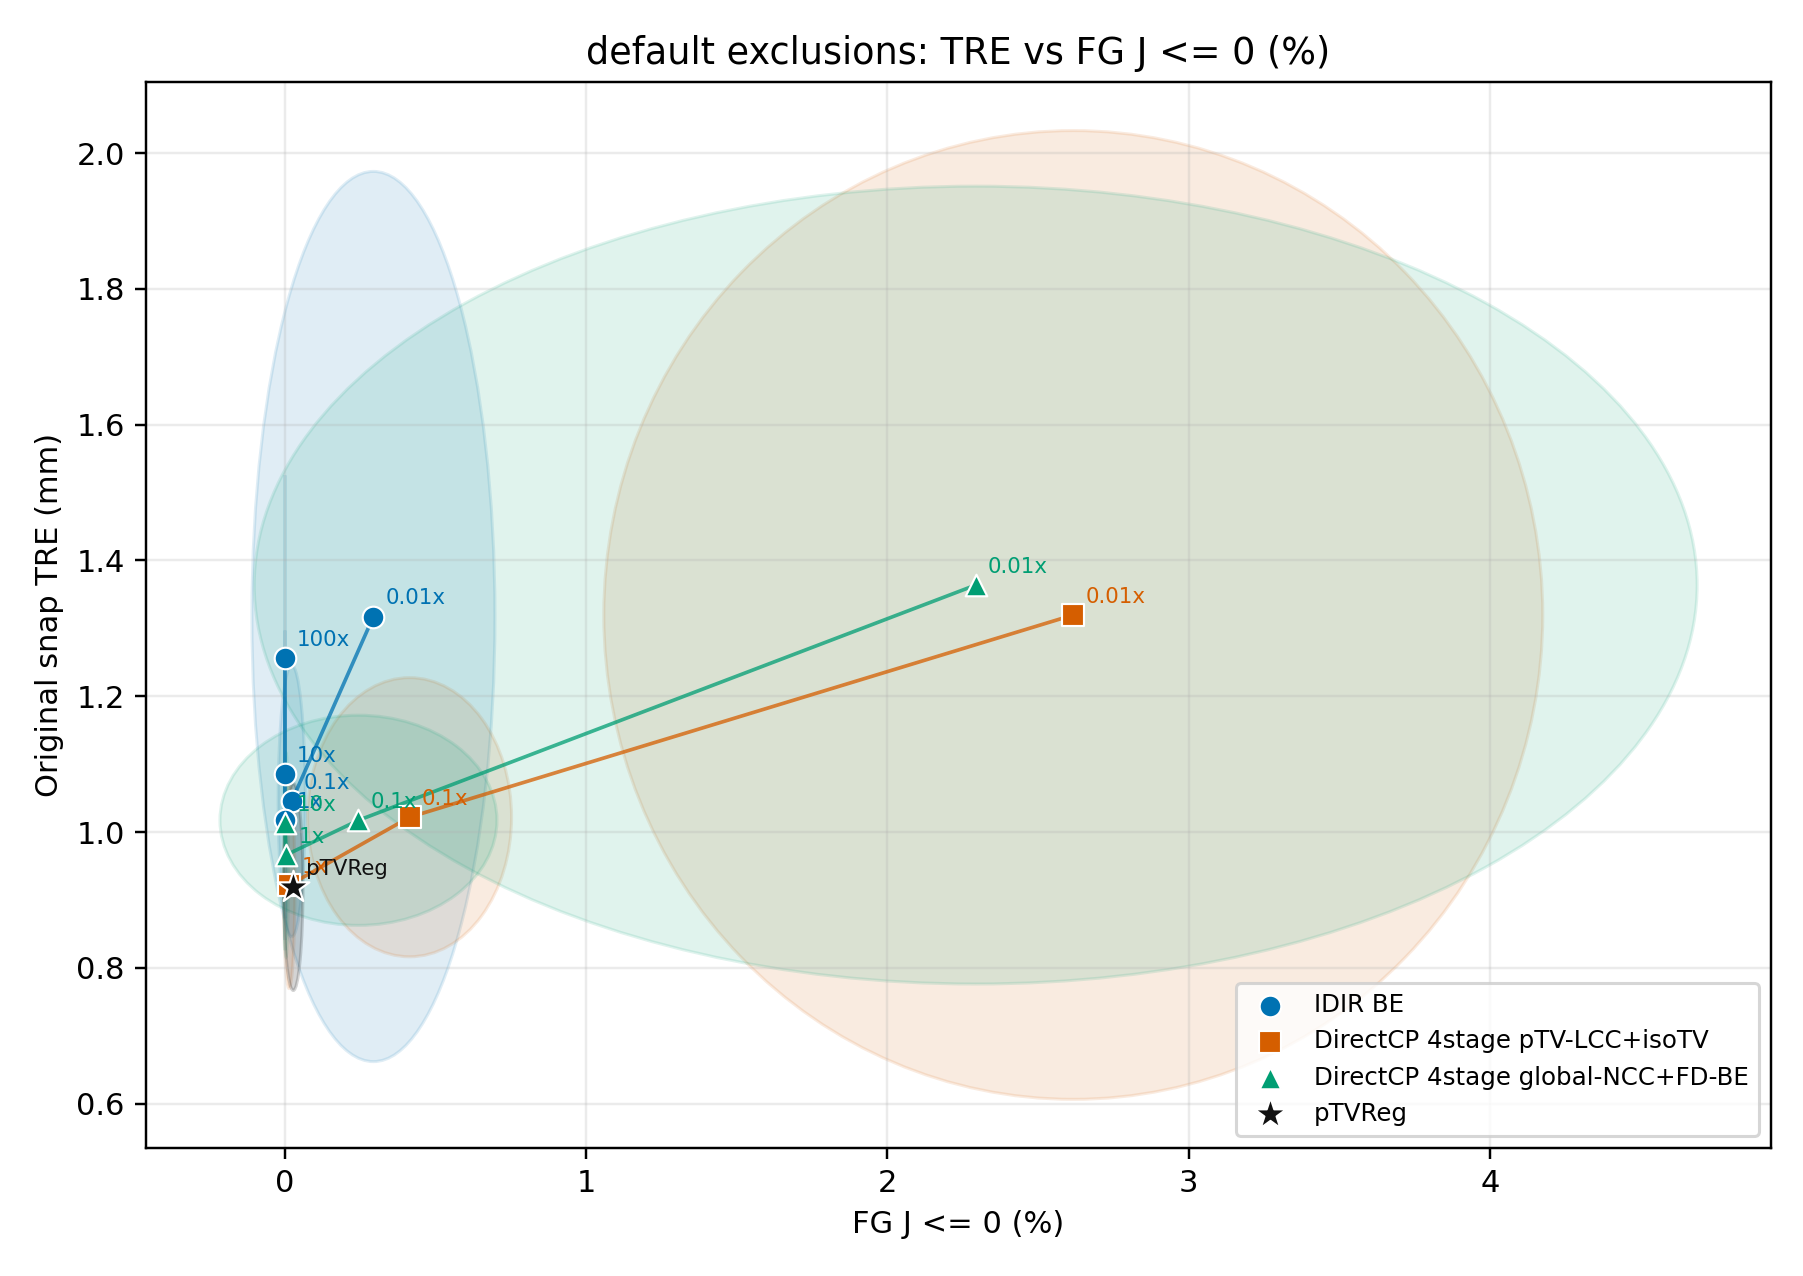 default exclusions: TRE vs FG J <= 0 (%)
Original snap TRE (mm)
2.0
1.8
1.6
1.4
1.2
1.0
0.8
0.6
0.01x
0.01x
0.01x
100x
10x
0.1x
1x
10x
0.1x
0.1x
1x
1x
pTVReg
IDIR BE
DirectCP 4stage pTV-LCC+isoTV
DirectCP 4stage global-NCC+FD-BE
pTVReg
0
1
2
3
4
FG J <= 0 (%)